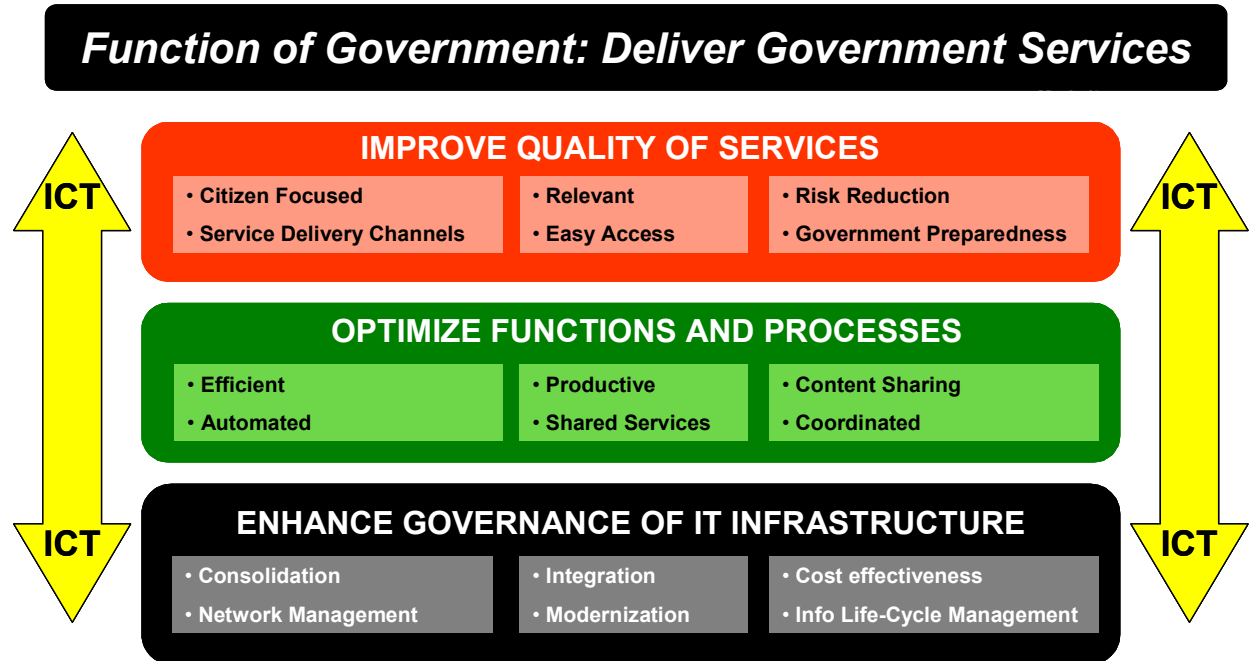 Function of Government: Deliver Government Services
ICT
ICT
IMPROVE QUALITY OF SERVICES
• Citizen Focused
• Service Delivery Channels
• Relevant
• Easy Access
• Risk Reduction
• Government Preparedness
OPTIMIZE FUNCTIONS AND PROCESSES
• Efficient
• Automated
• Productive
• Shared Services
• Content Sharing
• Coordinated
ICT
ICT
ENHANCE GOVERNANCE OF IT INFRASTRUCTURE
• Consolidation
• Network Management
• Integration
• Modernization
• Cost effectiveness
• Info Life-Cycle Management